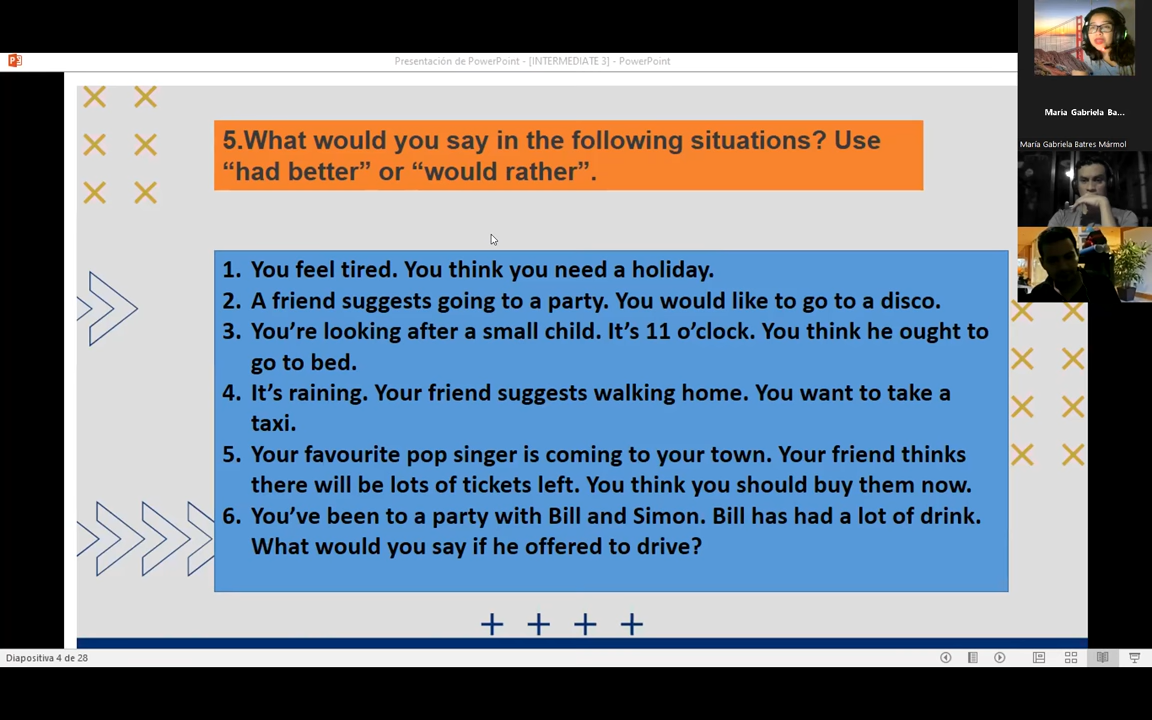 Presentación de PowerPoint - [INTERMEDIATE 3] - PowerPoint
María Gabriela Ba...
María Gabriela Batres Mármol
5.What would you say in the following situations? Use
“had better” or “would rather”.
1. You feel tired. You think you need a holiday.
2. A friend suggests going to a party. You would like to go to a disco.
3. You’re looking after a small child. It’s 11 o’clock. You think he ought to
go to bed.
4. It’s raining. Your friend suggests walking home. You want to take a
taxi.
5. Your favourite pop singer is coming to your town. Your friend thinks
there will be lots of tickets left. You think you should buy them now.
6. You’ve been to a party with Bill and Simon. Bill has had a lot of drink.
What would you say if he offered to drive?
Diapositiva 4 de 28